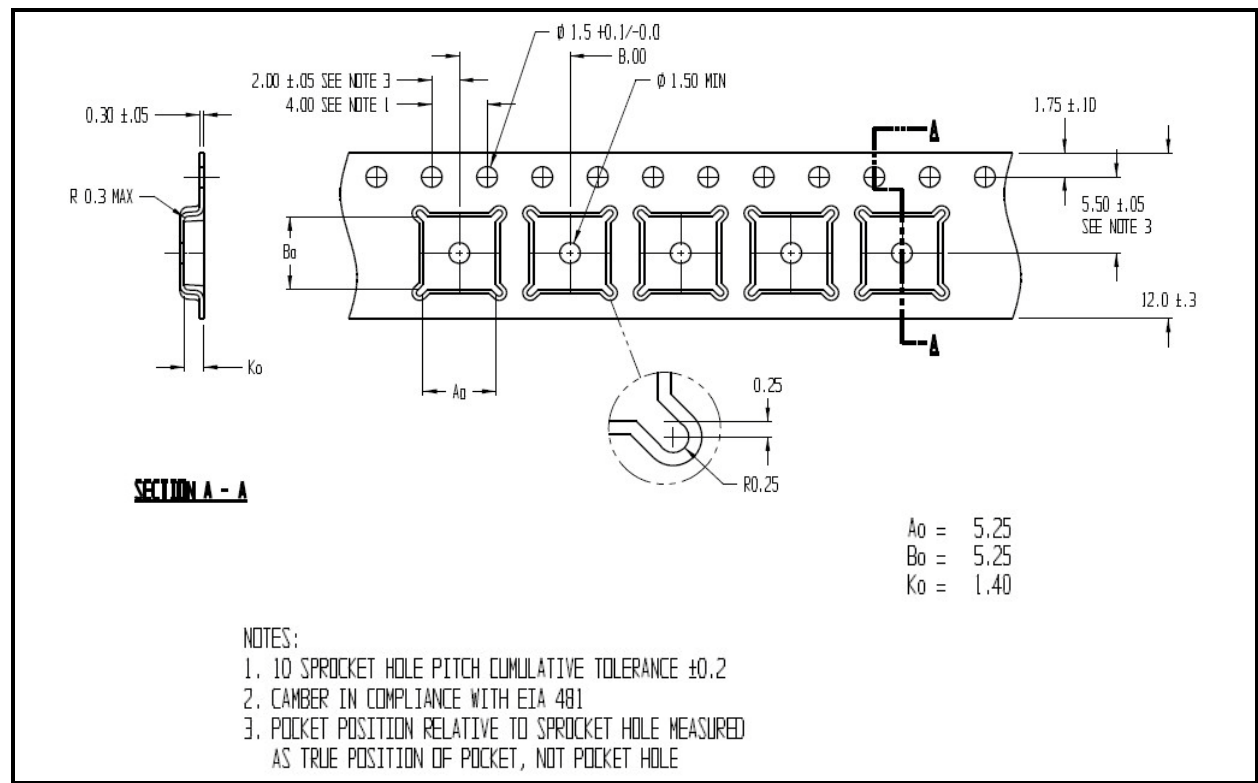 Ø 1.5 +0.1/-0.0
8.00
2.00 ±.05 SEE NOTE 3
Ø 1.50 MIN
4.00 SEE NOTE 1
0.30 ±.05
1.75 ±.10
A
R 0.3 MAX
5.50 ±.05
SEE NOTE 3
Bo
12.0 ±.3
A
Ko
Ao
0.25
R0.25
SECTION A - A
Ao = 5.25
Bo = 5.25
Ko = 1.40
NOTES:
1. 10 SPROCKET HOLE PITCH CUMULATIVE TOLERANCE ±0.2
2. CAMBER IN COMPLIANCE WITH EIA 481
3. POCKET POSITION RELATIVE TO SPROCKET HOLE MEASURED
AS TRUE POSITION OF POCKET, NOT POCKET HOLE